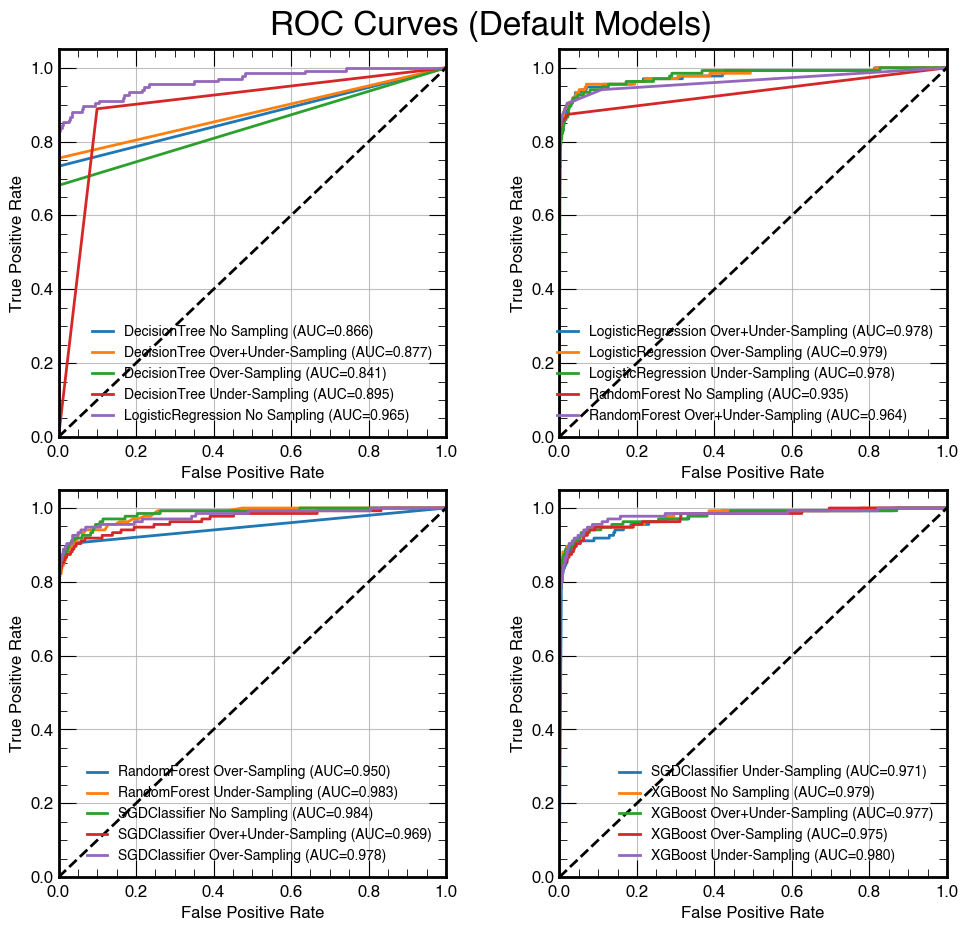 ROC Curves (Default Models)
1.0
0.8
0.6
0.4
0.2
0.0
True Positive Rate
DecisionTree No Sampling (AUC=0.866)
DecisionTree Over+Under-Sampling (AUC=0.877)
DecisionTree Over-Sampling (AUC=0.841)
DecisionTree Under-Sampling (AUC=0.895)
LogisticRegression No Sampling (AUC=0.965)
0.0 0.2 0.4 0.6 0.8 1.0
False Positive Rate
1.0
0.8
0.6
0.4
0.2
0.0
True Positive Rate
LogisticRegression Over+Under-Sampling (AUC=0.978)
LogisticRegression Over-Sampling (AUC=0.979)
LogisticRegression Under-Sampling (AUC=0.978)
RandomForest No Sampling (AUC=0.935)
RandomForest Over+Under-Sampling (AUC=0.964)
0.0 0.2 0.4 0.6 0.8 1.0
False Positive Rate
1.0
0.8
0.6
0.4
0.2
0.0
True Positive Rate
RandomForest Over-Sampling (AUC=0.950)
RandomForest Under-Sampling (AUC=0.983)
SGDClassifier No Sampling (AUC=0.984)
SGDClassifier Over+Under-Sampling (AUC=0.969)
SGDClassifier Over-Sampling (AUC=0.978)
0.0 0.2 0.4 0.6 0.8 1.0
False Positive Rate
1.0
0.8
0.6
0.4
0.2
0.0
True Positive Rate
SGDClassifier Under-Sampling (AUC=0.971)
XGBoost No Sampling (AUC=0.979)
XGBoost Over+Under-Sampling (AUC=0.977)
XGBoost Over-Sampling (AUC=0.975)
XGBoost Under-Sampling (AUC=0.980)
0.0 0.2 0.4 0.6 0.8 1.0
False Positive Rate